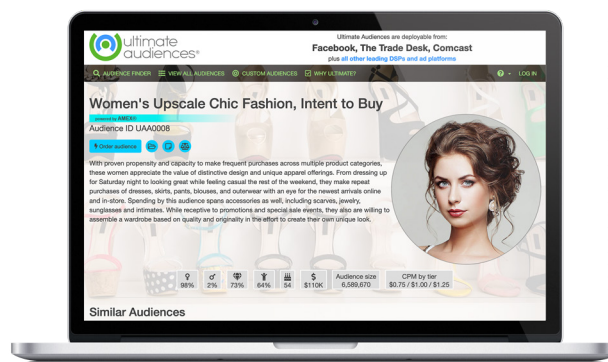 ultimate
audiences®
Ultimate Audiences are deployable from:
Facebook, The Trade Desk, Comcast
plus all other leading DSPs and ad platforms
AUDIENCE FINDER VIEW ALL AUDIENCES CUSTOM AUDIENCES WHY ULTIMATE? ? LOG IN
Women's Upscale Chic Fashion, Intent to Buy
powered by AMEX®
Audience ID UAA0008
Order audience
With proven propensity and capacity to make frequent purchases across multiple product categories,
these women appreciate the value of distinctive design and unique apparel offerings. From dressing up
for Saturday night to looking great while feeling casual the rest of the weekend, they make repeat
purchases of dresses, skirts, pants, blouses, and outerwear with an eye for the newest arrivals online
and in-store. Spending by this audience spans accessories as well, including scarves, jewelry,
sunglasses and intimates. While receptive to promotions and special sale events, they also are willing to
assemble a wardrobe based on quality and originality in the effort to create their own unique look.
♀ ♂ $ Audience size CPM by tier
98% 2% 73% 64% 54 $110K 6,589,670 $0.75 / $1.00 / $1.25
Similar Audiences